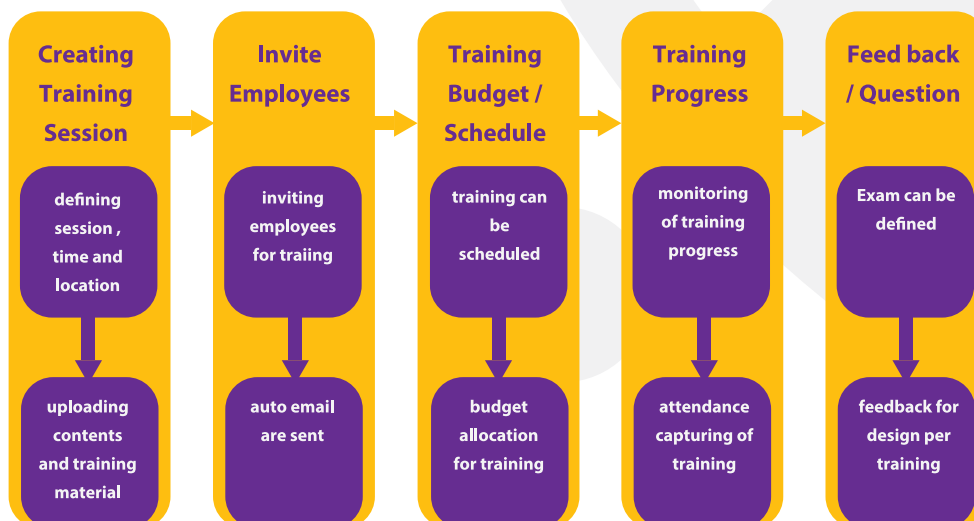 Creating
Training
Session
defining
session ,
time and
location
uploading
contents
and training
material
Invite
Employees
inviting
employees
for traiing
auto email
are sent
Training
Budget /
Schedule
training can
be
scheduled
budget
allocation
for training
Training
Progress
monitoring
of training
progress
attendance
capturing of
training
Feed back
/ Question
Exam can be
defined
feedback for
design per
training